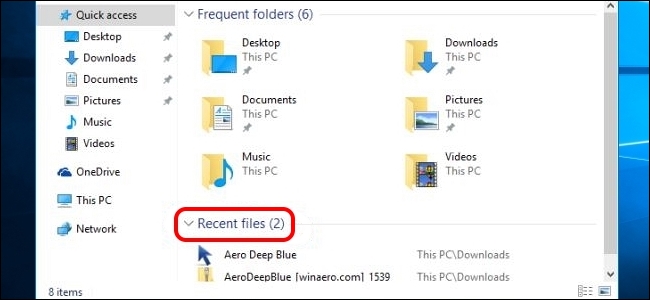 Quick access
Desktop
Downloads
Documents
Pictures
Music
Videos
OneDrive
This PC
Network
Frequent folders (6)
Desktop
This PC
Downloads
This PC
Documents
This PC
Pictures
This PC
Music
This PC
Videos
This PC
Recent files (2)
Aero Deep Blue This PC\Downloads
AeroDeepBlue [winaero.com] 1539 This PC\Downloads
8 items